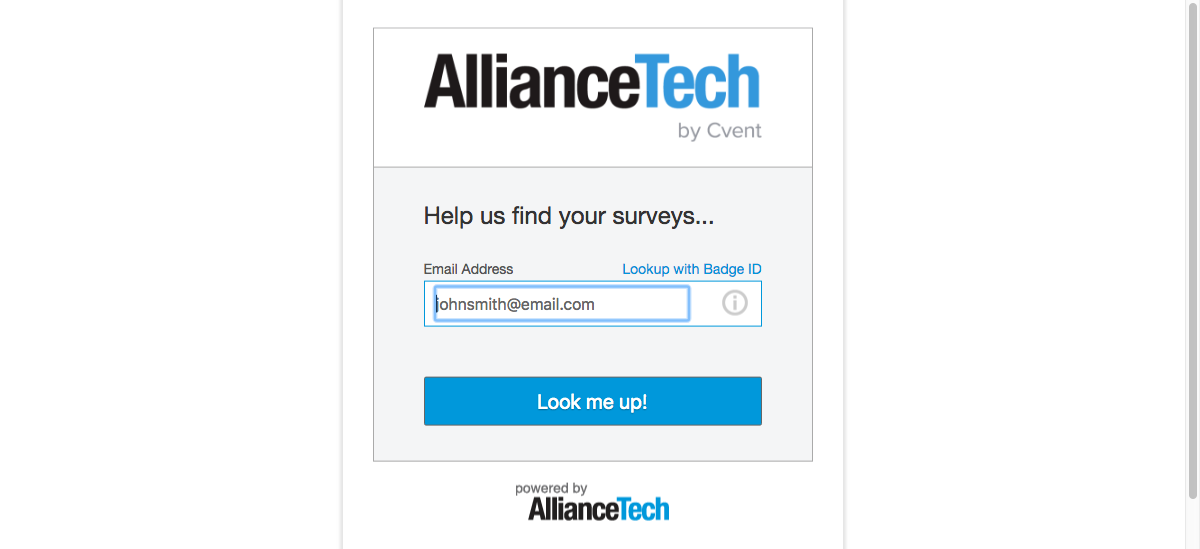 AllianceTech
by Cvent
Help us find your surveys...
Email Address
Lookup with Badge ID
johnsmith@email.com
Look me up!
powered by
AllianceTech